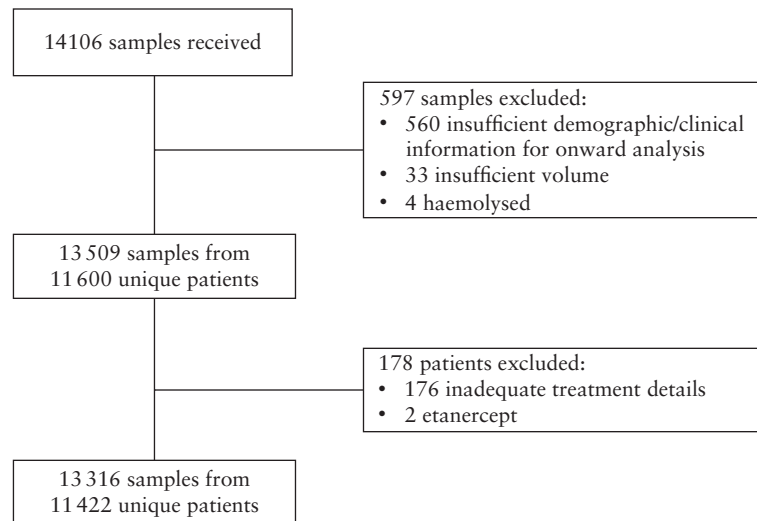 14106 samples received
597 samples excluded:
• 560 insufficient demographic/clinical
information for onward analysis
• 33 insufficient volume
• 4 haemolysed
13 509 samples from
11 600 unique patients
178 patients excluded:
• 176 inadequate treatment details
• 2 etanercept
13 316 samples from
11 422 unique patients